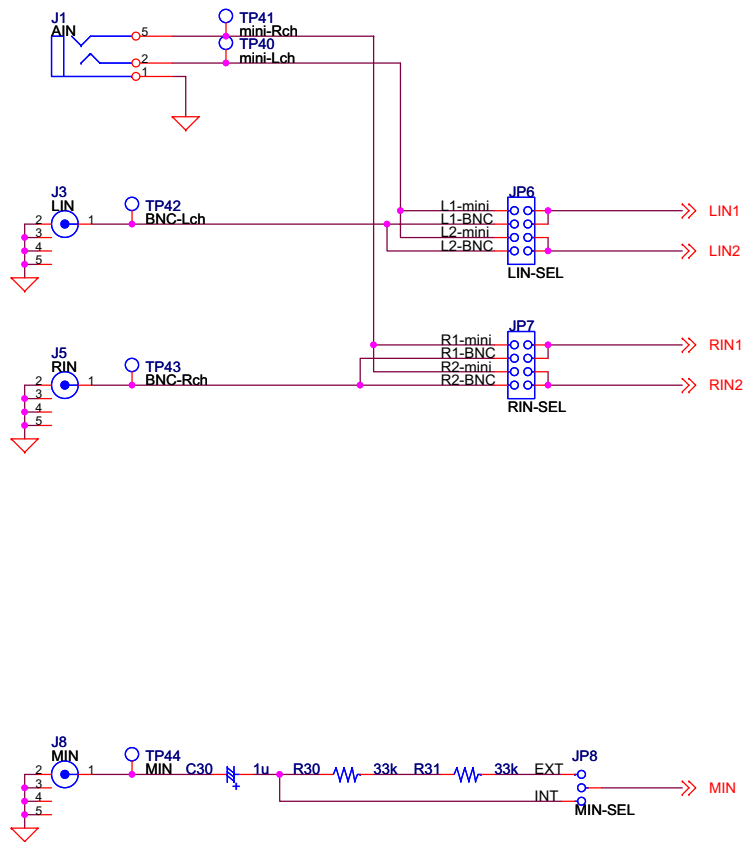 J1
AIN
5
2
1
TP41
mini-Rch
TP40
mini-Lch
J3
LIN
2
3
4
5
1
TP42
BNC-Lch
JP6
L1-mini
L1-BNC
L2-mini
L2-BNC
LIN-SEL
LIN1
LIN2
J5
RIN
2
3
4
5
1
TP43
BNC-Rch
JP7
R1-mini
R1-BNC
R2-mini
R2-BNC
RIN-SEL
RIN1
RIN2
J8
MIN
2
3
4
5
1
TP44
MIN
C30
+
1u
R30
33k
R31
33k
EXT
INT
JP8
MIN-SEL
MIN